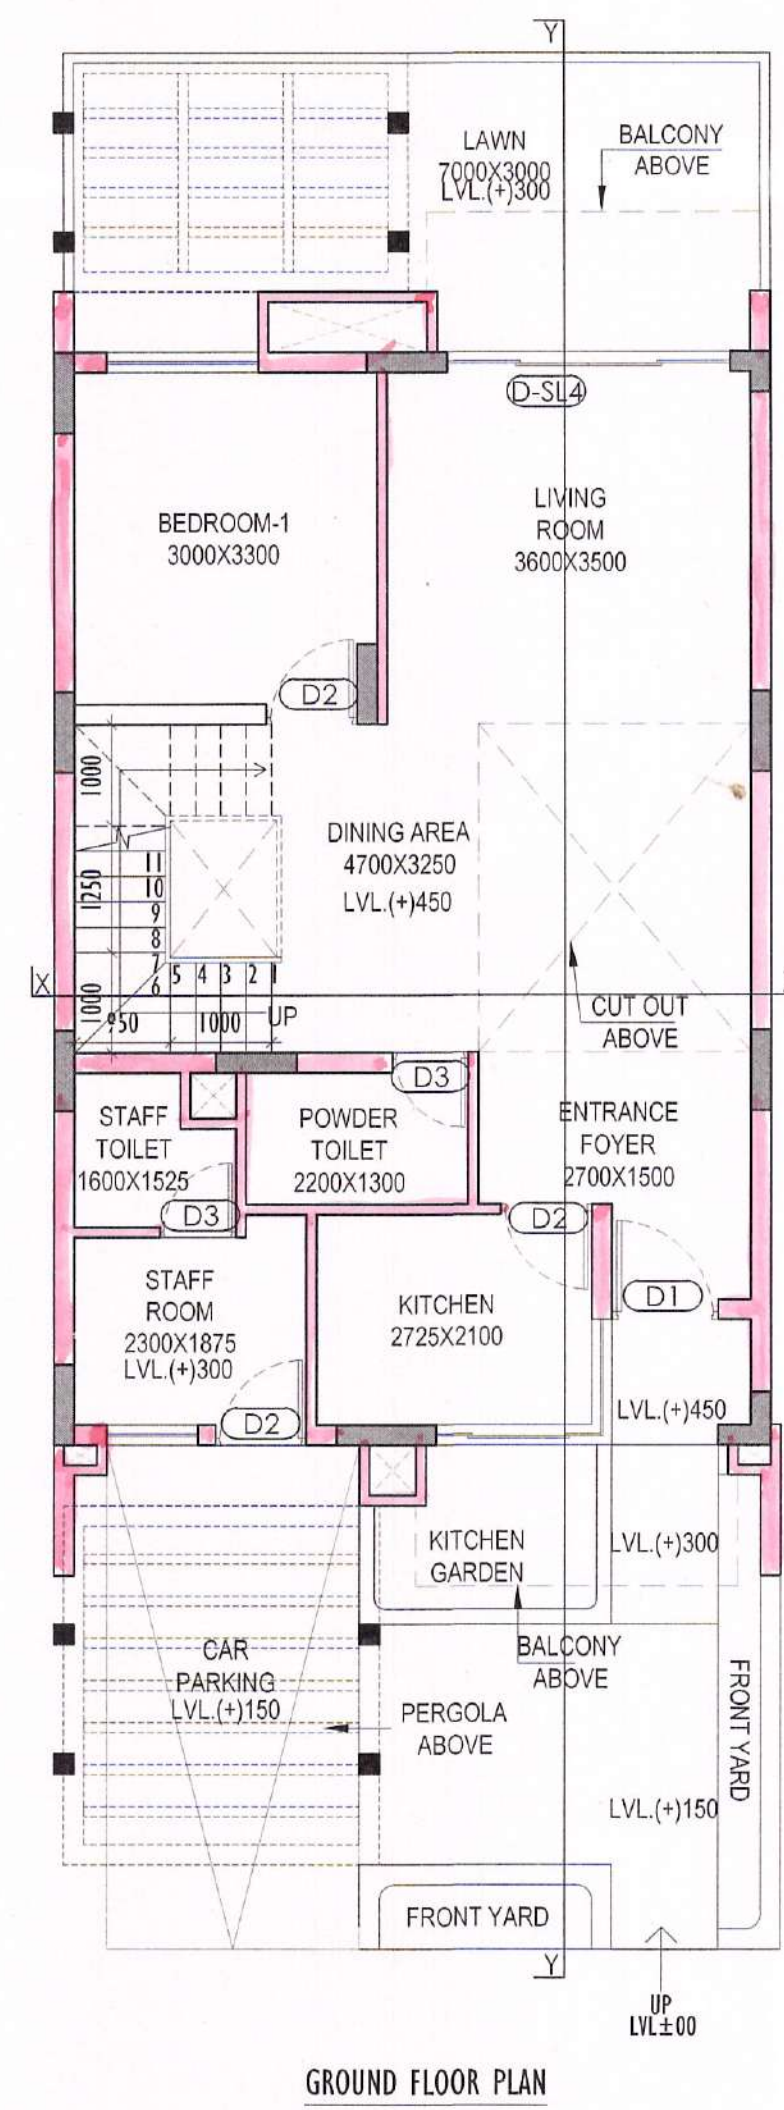 Y
LAWN
7000X3000
LVL.(+)300
BALCONY
ABOVE
D-SL4
BEDROOM-1
3000X3300
LIVING
ROOM
3600X3500
D2
1000
DINING AREA
4700X3250
LVL.(+)450
1250
11
10
9
8
7
6
5 4 3 2 1
X
1000
950
1000
UP
CUT OUT
ABOVE
D3
STAFF
TOILET
1600X1525
POWDER
TOILET
2200X1300
ENTRANCE
FOYER
2700X1500
D3
D2
STAFF
ROOM
2300X1875
LVL.(+)300
KITCHEN
2725X2100
D1
D2
LVL.(+)450
KITCHEN
GARDEN
LVL.(+)300
CAR
PARKING
LVL.(+)150
BALCONY
ABOVE
PERGOLA
ABOVE
FRONT YARD
LVL.(+)150
FRONT YARD
Y
UP
LVL±00
GROUND FLOOR PLAN